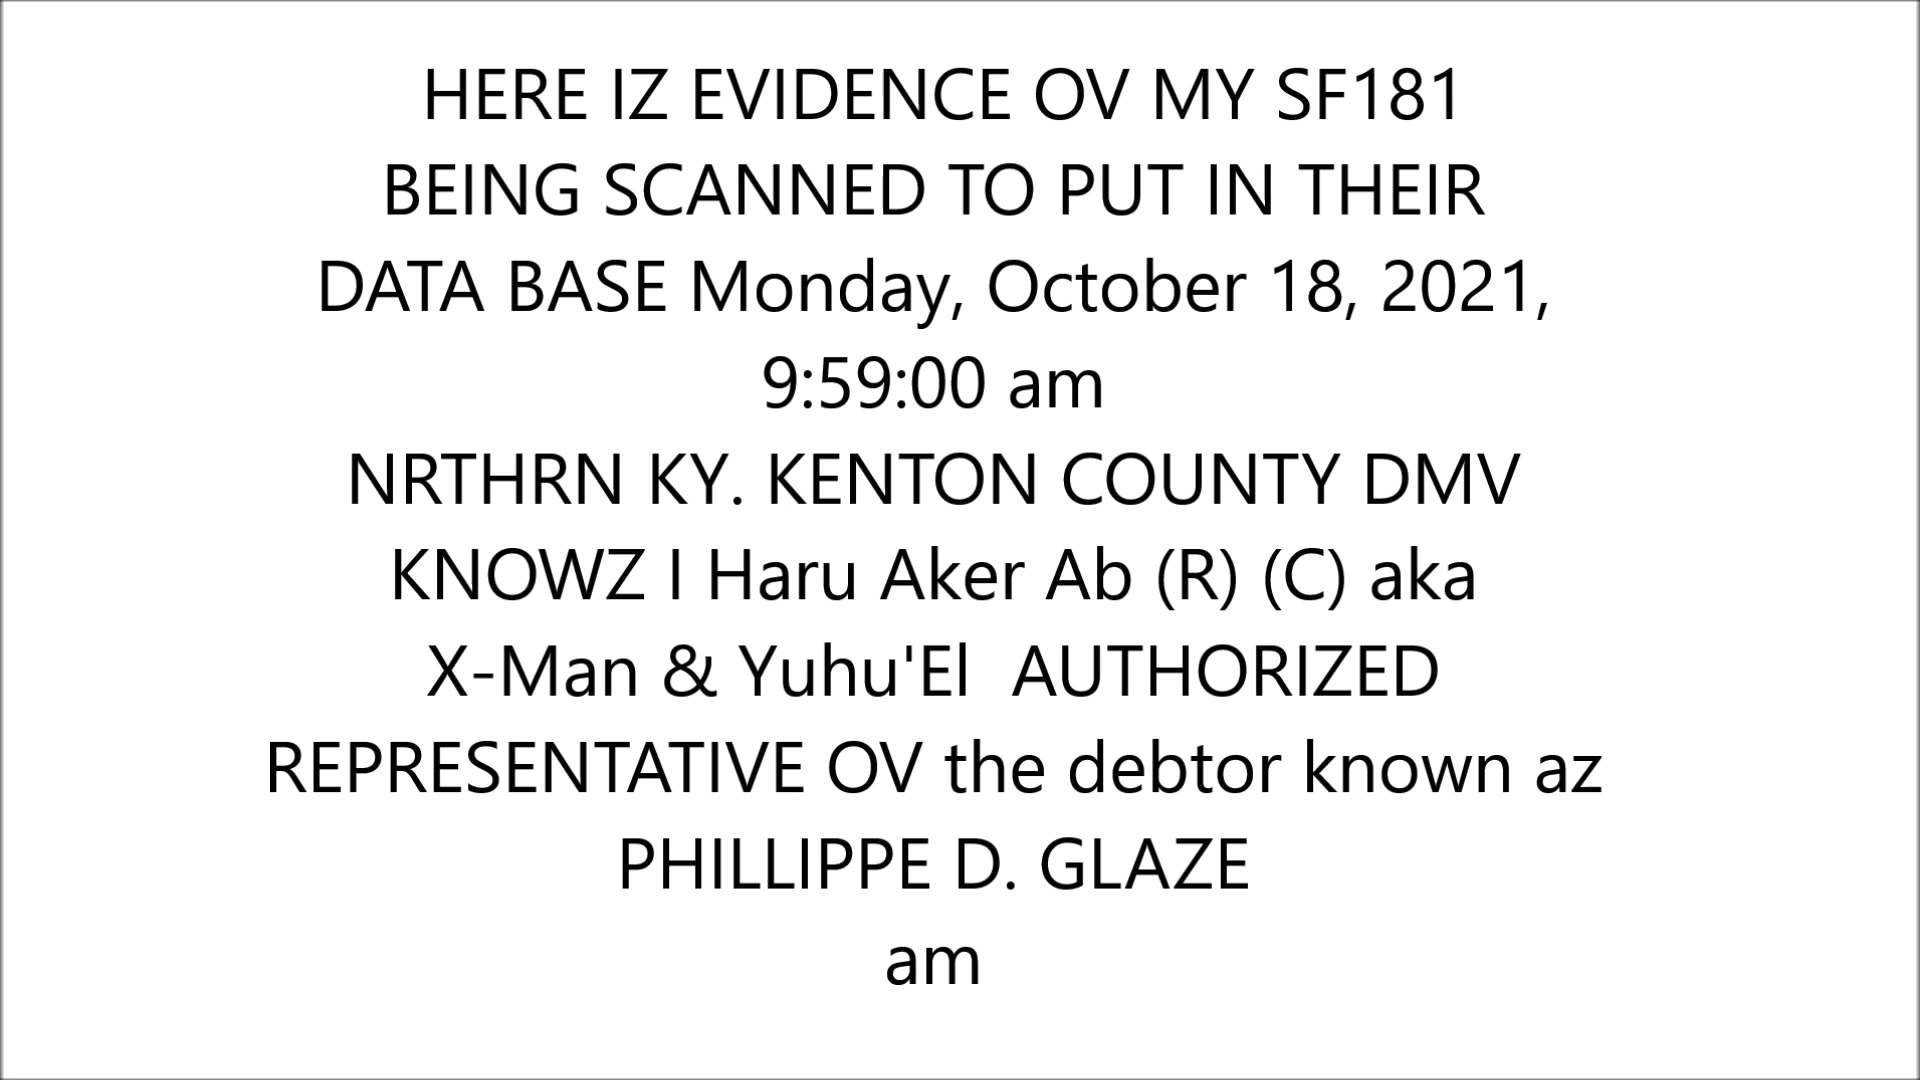 HERE IZ EVIDENCE OV MY SF181
BEING SCANNED TO PUT IN THEIR
DATA BASE Monday, October 18, 2021,
9:59:00 am
NRTHRN KY. KENTON COUNTY DMV
KNOWZ I Haru Aker Ab (R) (C) aka
X-Man & Yuhu'El  AUTHORIZED
REPRESENTATIVE OV the debtor known az
PHILLIPPE D. GLAZE
am